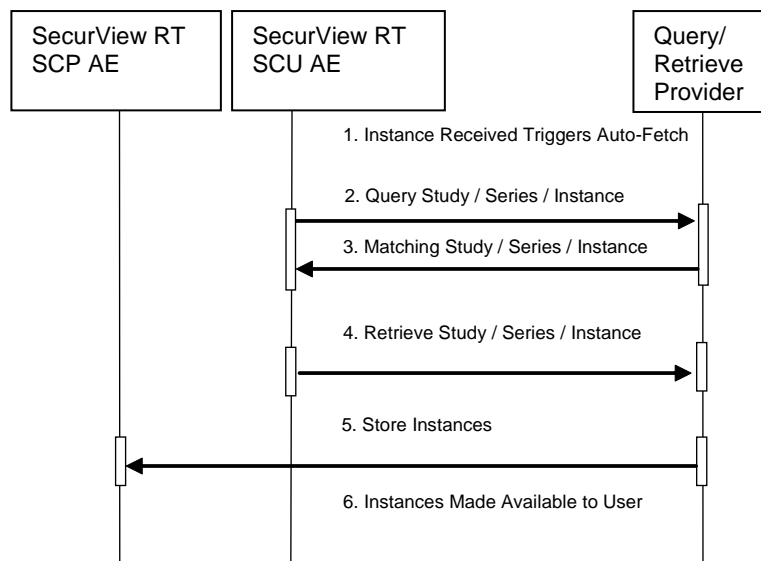 SecurView RT
SCP AE
SecurView RT
SCU AE
Query/
Retrieve
Provider
1. Instance Received Triggers Auto-Fetch
2. Query Study / Series / Instance
3. Matching Study / Series / Instance
4. Retrieve Study / Series / Instance
5. Store Instances
6. Instances Made Available to User